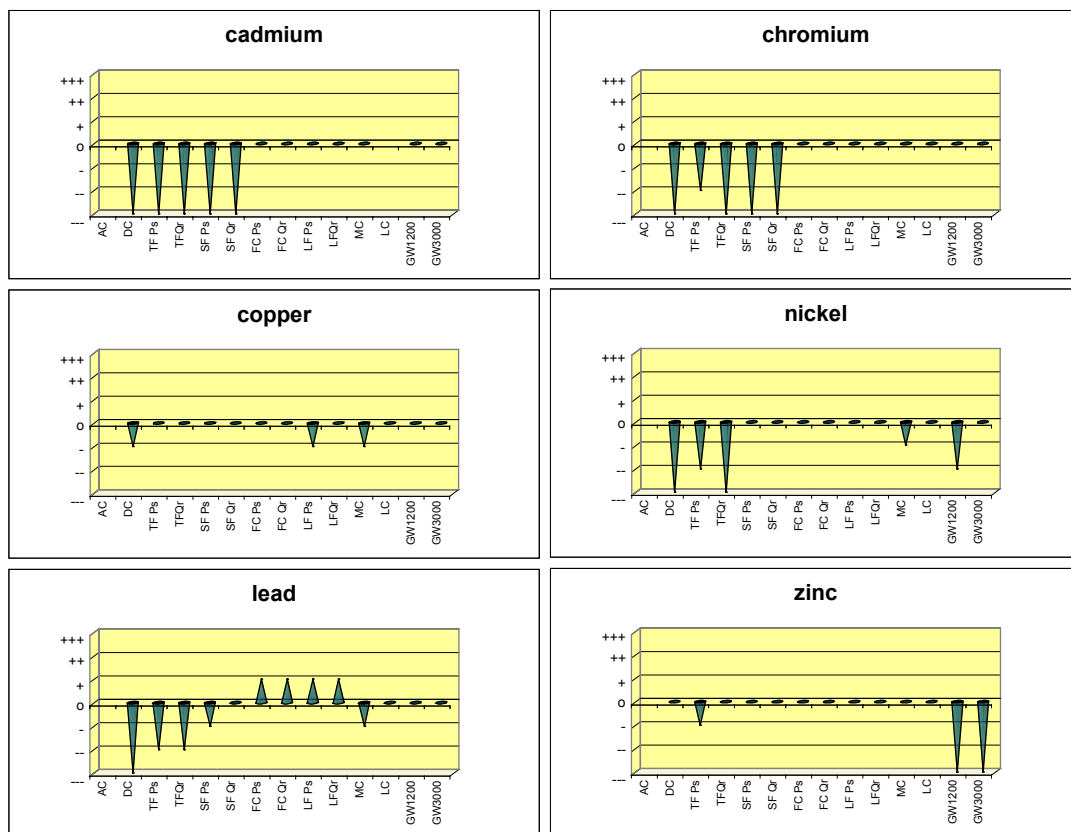 cadmium
+++
++
+
o
-
--
---
AC
DC
TF Ps
TFQr
SF Ps
SF Qr
FC Ps
FC Qr
LF Ps
LFQr
MC
LC
GW1200
GW3000
chromium
+++
++
+
o
-
--
---
AC
DC
TF Ps
TFQr
SF Ps
SF Qr
FC Ps
FC Qr
LF Ps
LFQr
MC
LC
GW1200
GW3000
copper
+++
++
+
o
-
--
---
AC
DC
TF Ps
TFQr
SF Ps
SF Qr
FC Ps
FC Qr
LF Ps
LFQr
MC
LC
GW1200
GW3000
nickel
+++
++
+
o
-
--
---
AC
DC
TF Ps
TFQr
SF Ps
SF Qr
FC Ps
FC Qr
LF Ps
LFQr
MC
LC
GW1200
GW3000
lead
+++
++
+
o
-
--
---
AC
DC
TF Ps
TFQr
SF Ps
SF Qr
FC Ps
FC Qr
LF Ps
LFQr
MC
LC
GW1200
GW3000
zinc
+++
++
+
o
-
--
---
AC
DC
TF Ps
TFQr
SF Ps
SF Qr
FC Ps
FC Qr
LF Ps
LFQr
MC
LC
GW1200
GW3000